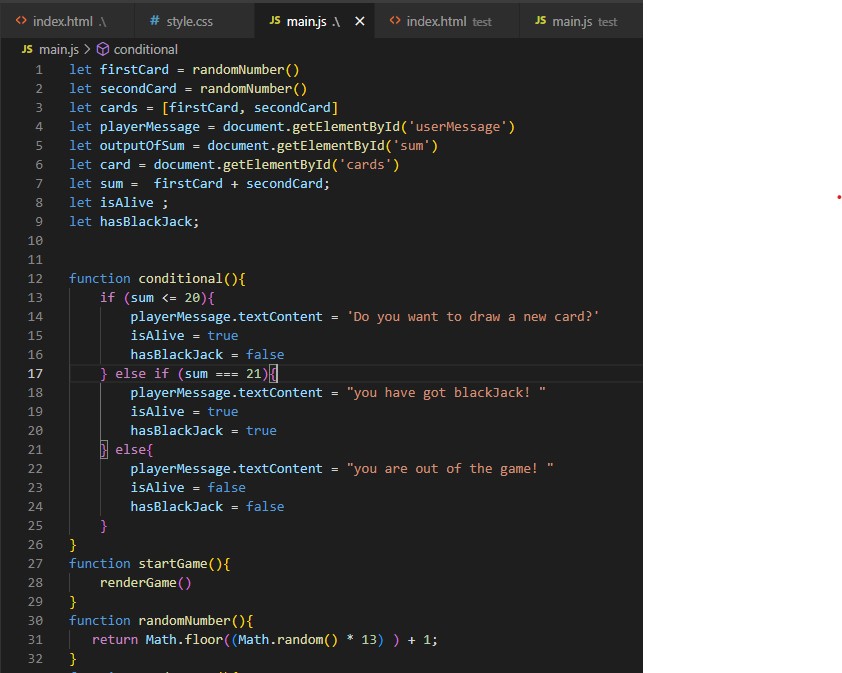 index.html .\ style.css main.js .\ index.html test main.js test
main.js > conditional
1 let firstCard = randomNumber()
2 let secondCard = randomNumber()
3 let cards = [firstCard, secondCard]
4 let playerMessage = document.getElementById('userMessage')
5 let outputOfSum = document.getElementById('sum')
6 let card = document.getElementById('cards')
7 let sum =  firstCard + secondCard;
8 let isAlive ;
9 let hasBlackJack;
10
11
12 function conditional(){
13     if (sum <= 20){
14         playerMessage.textContent = 'Do you want to draw a new card?'
15         isAlive = true
16         hasBlackJack = false
17     } else if (sum === 21){
18         playerMessage.textContent = "you have got blackJack! "
19         isAlive = true
20         hasBlackJack = true
21     } else{
22         playerMessage.textContent = "you are out of the game! "
23         isAlive = false
24         hasBlackJack = false
25     }
26 }
27 function startGame(){
28     renderGame()
29 }
30 function randomNumber(){
31    return Math.floor((Math.random() * 13) ) + 1;
32 }